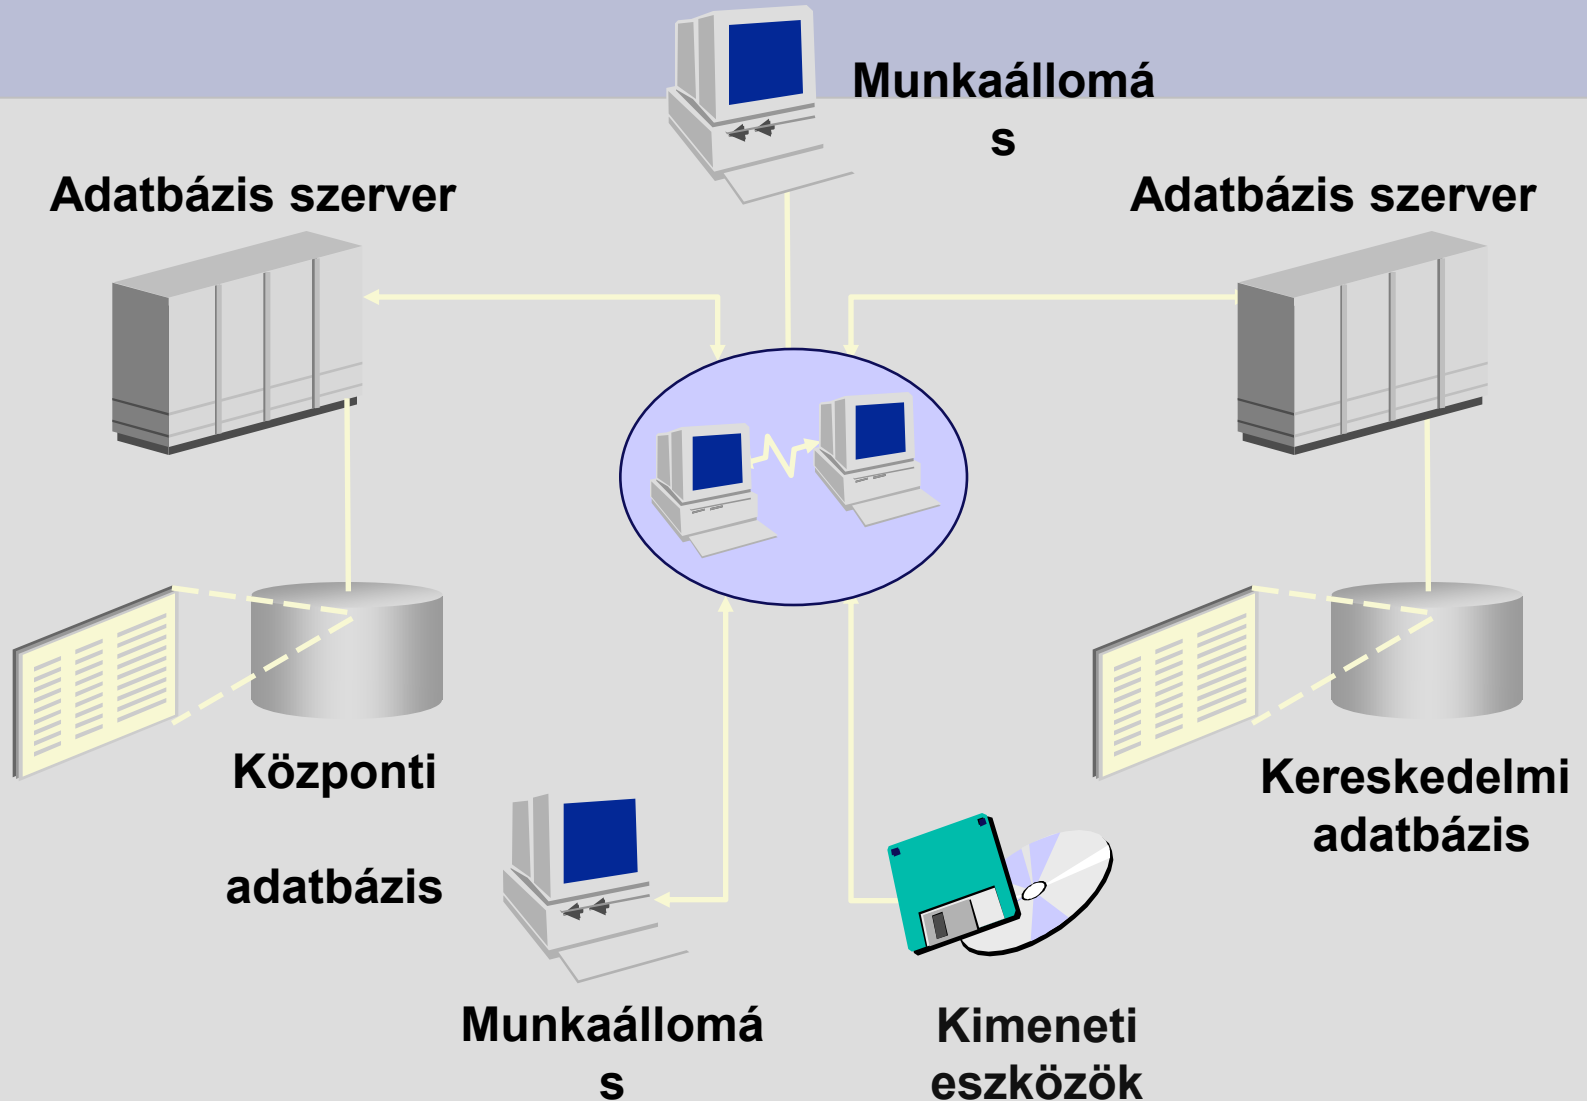 Munkaállomá
s
Adatbázis szerver
Adatbázis szerver
Központi
adatbázis
Kereskedelmi
adatbázis
Munkaállomá
s
Kimeneti
eszközök